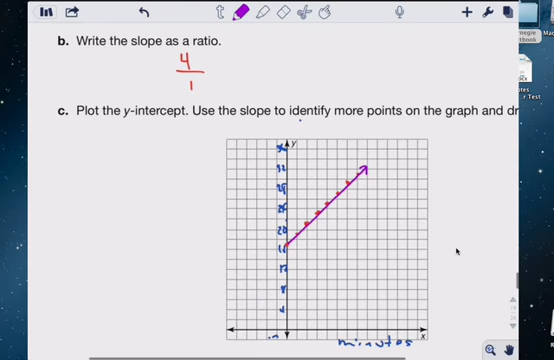 b. Write the slope as a ratio.
4
1
c. Plot the y-intercept. Use the slope to identify more points on the graph and dr
y
36
32
28
24
20
16
12
8
4
x
minutes